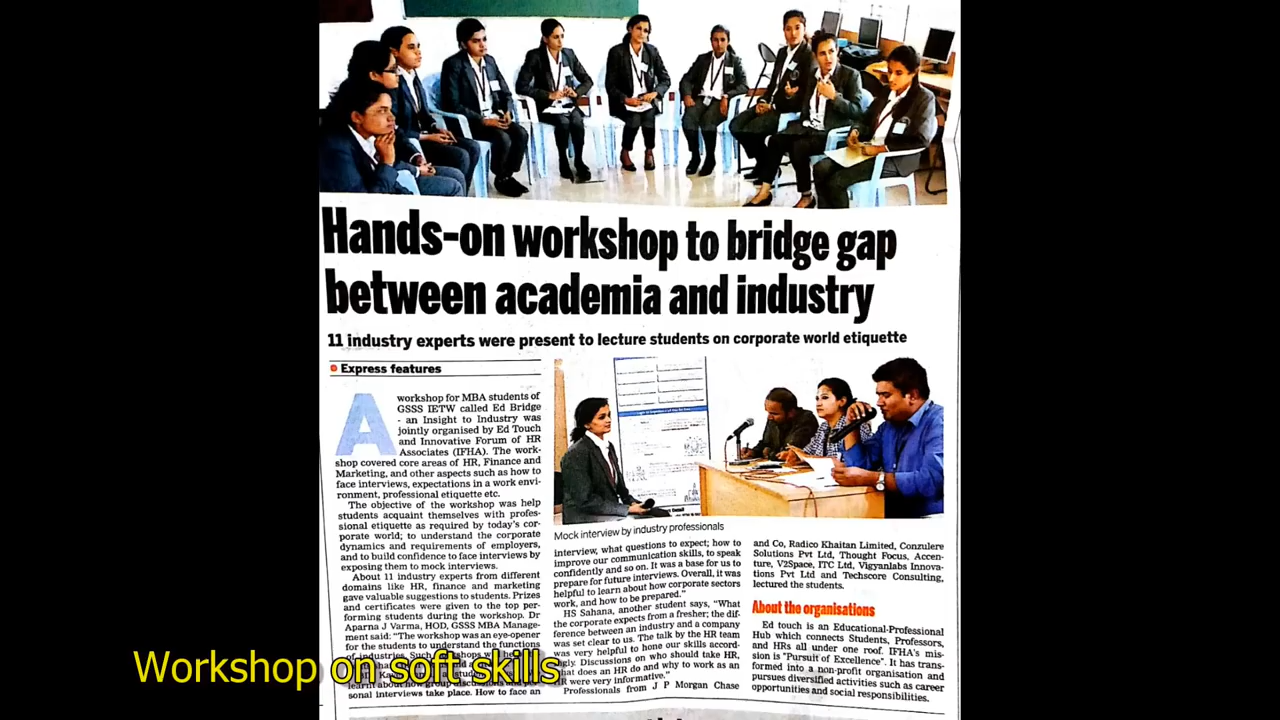 Hands-on workshop to bridge gap
between academia and industry
11 industry experts were present to lecture students on corporate world etiquette
Express features
A workshop for MBA students of
GSSS IETW called Ed Bridge
- an Insight to Industry was
jointly organised by Ed Touch
and Innovative Forum of HR
Associates (IFHA). The work-
shop covered core areas of HR, Finance and
Marketing, and other aspects such as how to
face interviews, expectations in a work envi-
ronment, professional etiquette etc.
The objective of the workshop was help
students acquaint themselves with profes-
sional etiquette as required by today's cor-
porate world; to understand the corporate
dynamics and requirements of employers,
and to build confidence to face interviews by
exposing them to mock interviews.
About 11 industry experts from different
domains like HR, finance and marketing
gave valuable suggestions to students. Prizes
and certificates were given to the top per-
forming students during the workshop. Dr
Aparna J Varma, HOD, GSSS MBA Manage-
ment said: "The workshop was an eye-opener
for the students to understand the functions
of industries. Such
sonal interviews take place. How to face an
Mock interview by industry professionals
interview, what questions to expect; how to
improve our communication skills, to speak
confidently and so on. It was a base for us to
prepare for future interviews. Overall, it was
helpful to learn about how corporate sectors
work, and how to be prepared."
HS Sahana, another student says, "What
the corporate expects from a fresher; the dif-
ference between an industry and a company
was set clear to us. The talk by the HR team
was very helpful to hone our skills accord-
ngly. Discussions on who should take HR,
hat does an HR do and why to work as an
R were very informative."
Professionals from J P Morgan Chase
and Co, Radico Khaitan Limited, Conzulere
Solutions Pvt Ltd, Thought Focus, Accen-
ture, V2Space, ITC Ltd, Vigyanlabs Innova-
tions Pvt Ltd and Techscore Consulting,
lectured the students.
About the organisations
Ed touch is an Educational-Professional
Hub which connects Students, Professors,
and HRs all under one roof. IFHA's mis-
sion is "Pursuit of Excellence". It has trans-
formed into a non-profit organisation and
pursues diversified activities such as career
opportunities and social responsibilities.
Workshop on soft skills